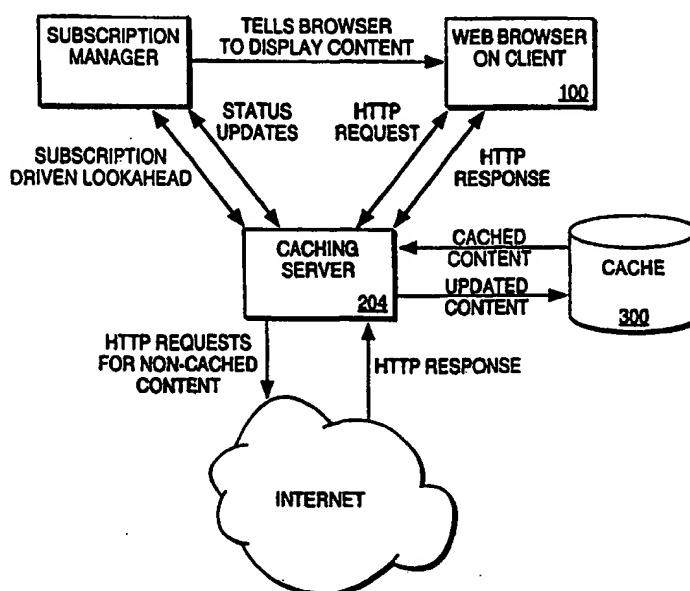 SUBSCRIPTION
MANAGER
TELLS BROWSER
TO DISPLAY CONTENT
WEB BROWSER
ON CLIENT
100
STATUS
UPDATES
HTTP
REQUEST
SUBSCRIPTION
DRIVEN LOOKAHEAD
HTTP
RESPONSE
CACHING
SERVER
204
CACHED
CONTENT
UPDATED
CONTENT
CACHE
300
HTTP REQUESTS
FOR NON-CACHED
CONTENT
HTTP RESPONSE
INTERNET